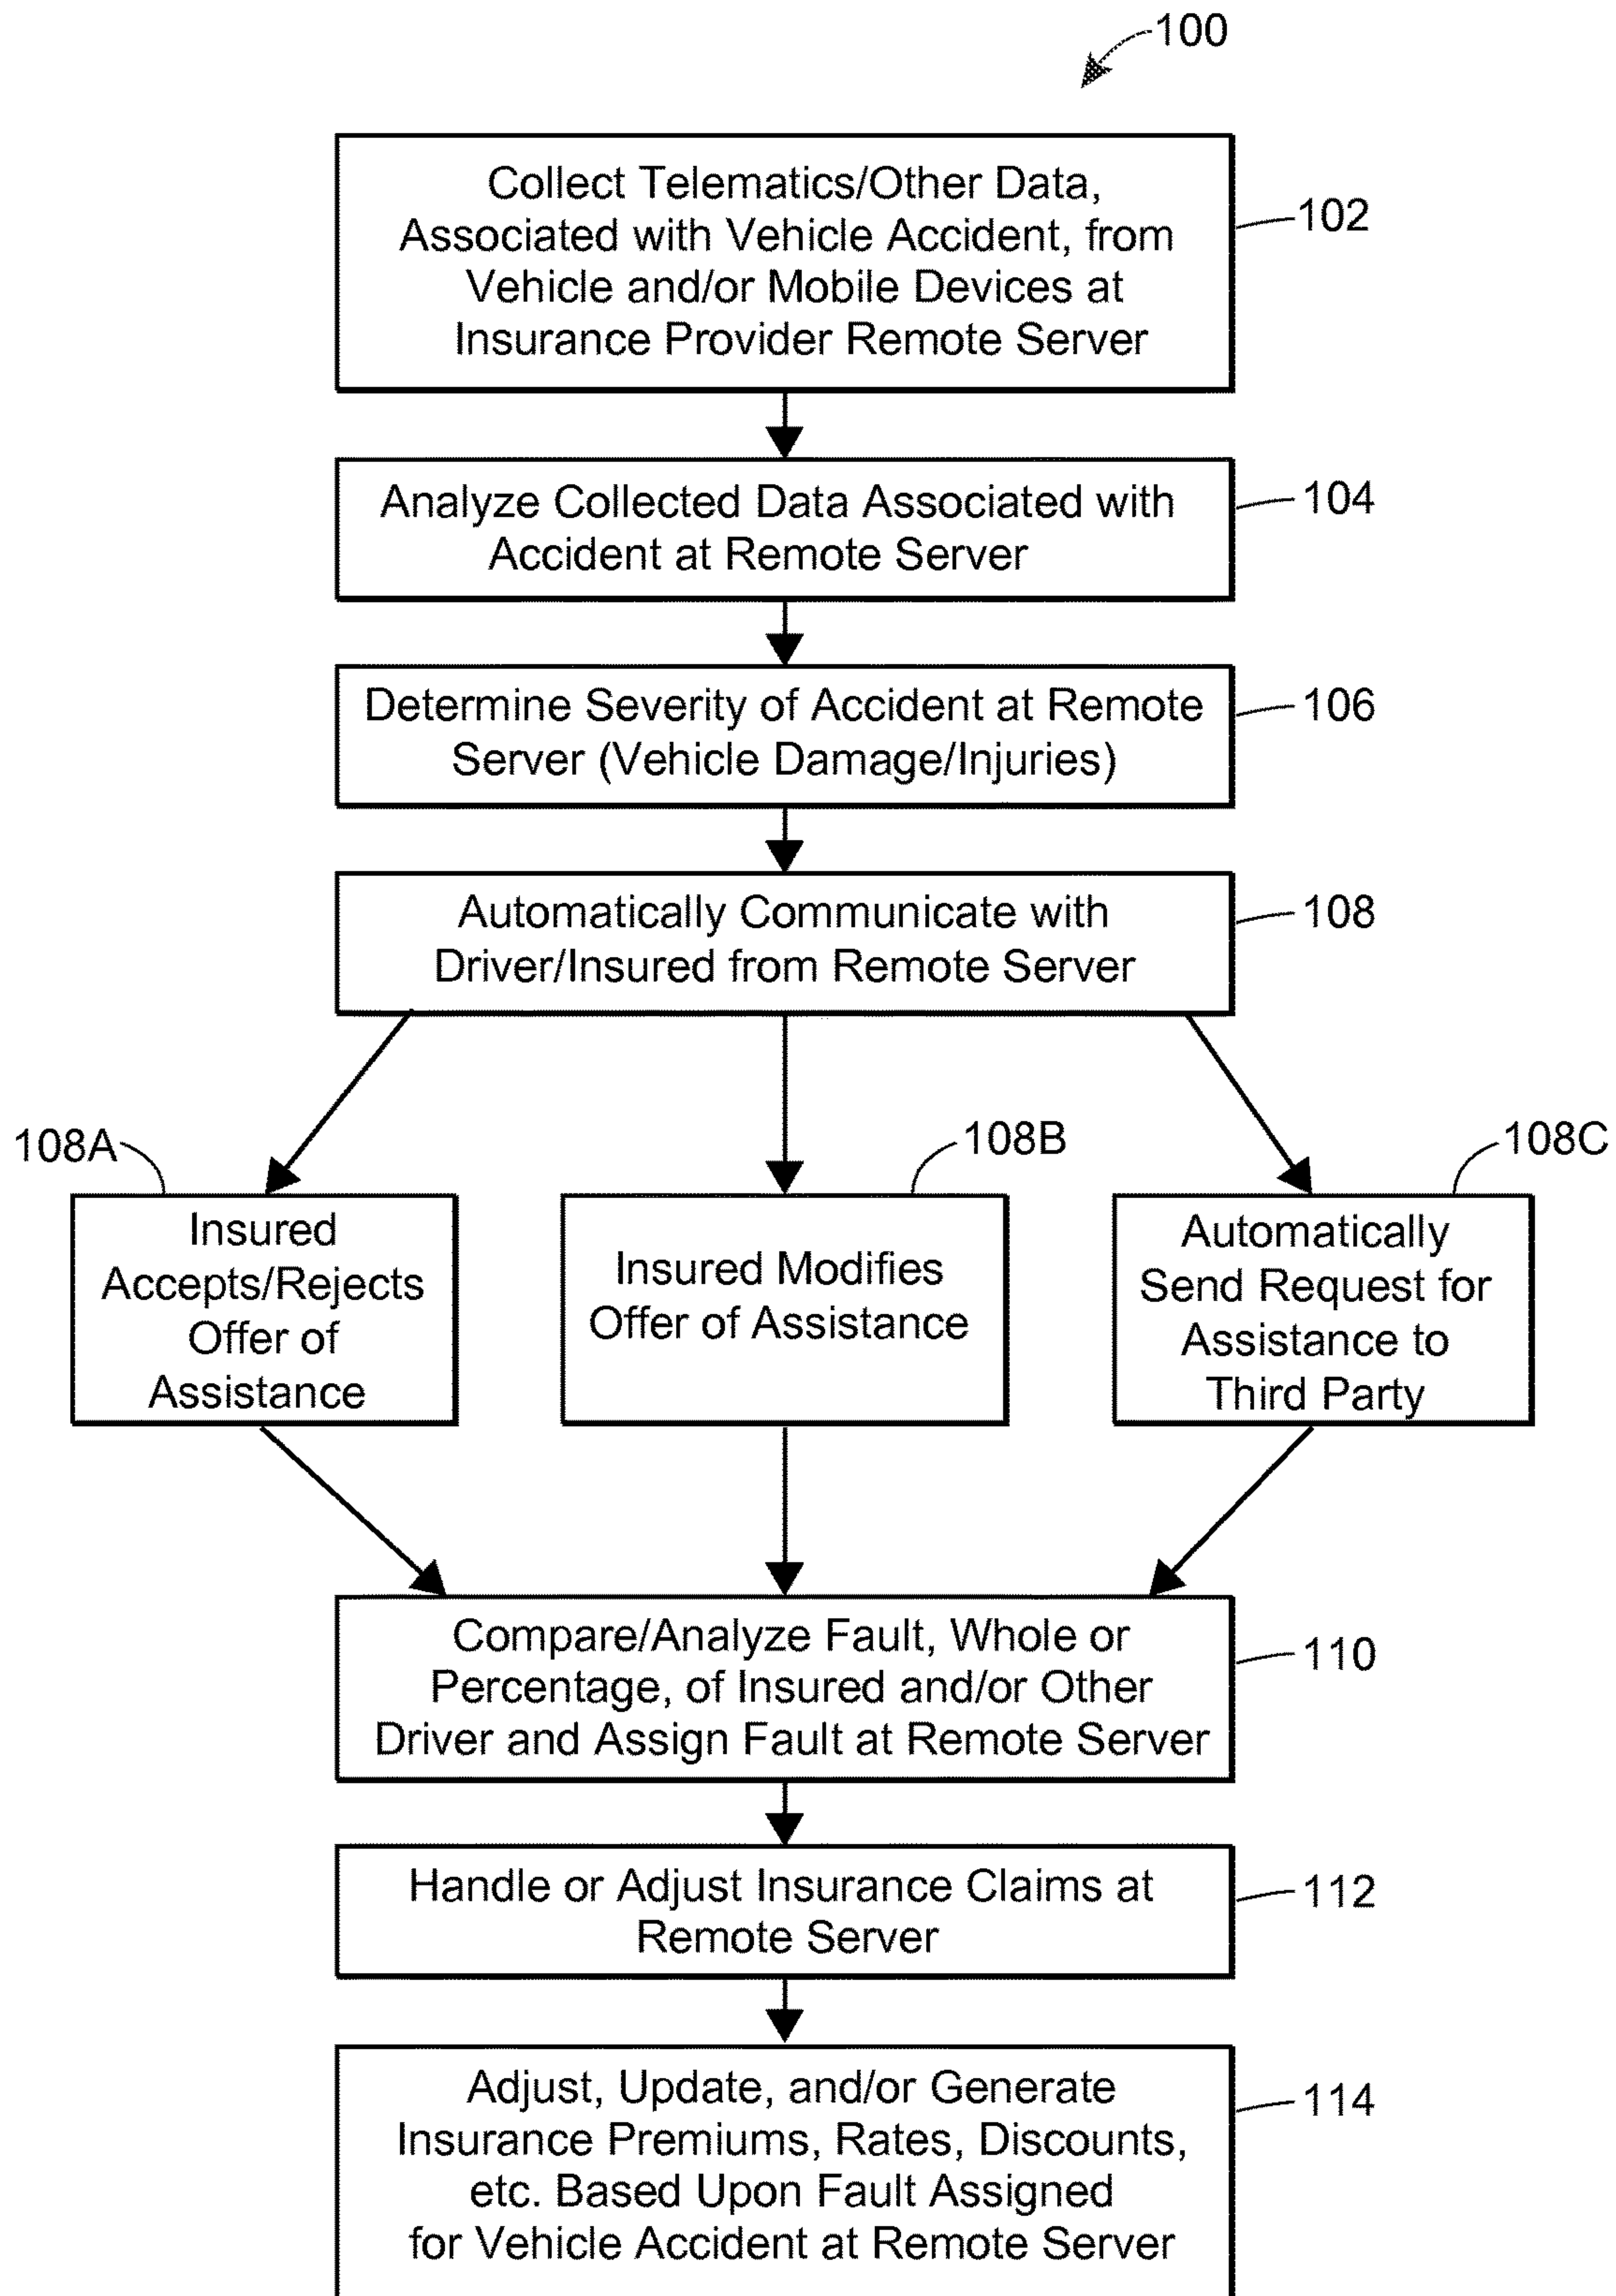 100
Collect Telematics/Other Data,
Associated with Vehicle Accident, from
Vehicle and/or Mobile Devices at
Insurance Provider Remote Server
102
Analyze Collected Data Associated with
Accident at Remote Server
104
Determine Severity of Accident at Remote
Server (Vehicle Damage/Injuries)
106
Automatically Communicate with
Driver/Insured from Remote Server
108
108A
Insured
Accepts/Rejects
Offer of
Assistance
108B
Insured Modifies
Offer of Assistance
108C
Automatically
Send Request for
Assistance to
Third Party
Compare/Analyze Fault, Whole or
Percentage, of Insured and/or Other
Driver and Assign Fault at Remote Server
110
Handle or Adjust Insurance Claims at
Remote Server
112
Adjust, Update, and/or Generate
Insurance Premiums, Rates, Discounts,
etc. Based Upon Fault Assigned
for Vehicle Accident at Remote Server
114